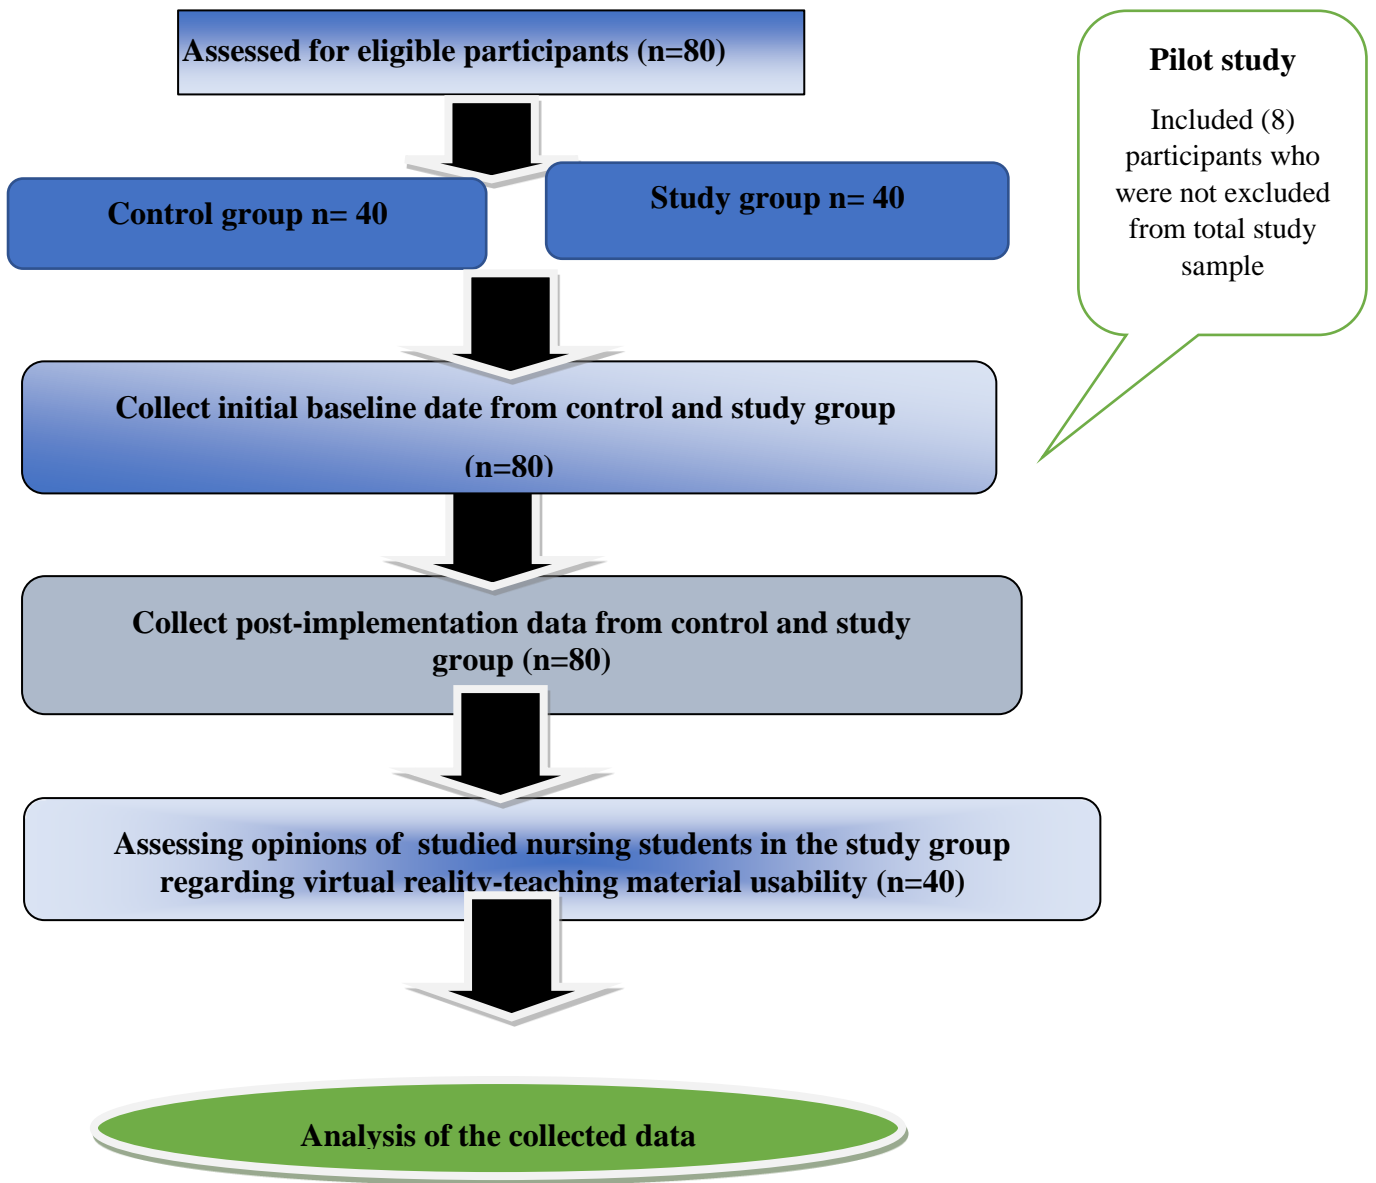 Assessed for eligible participants (n=80)
Pilot study
Included (8)
participants who
were not excluded
from total study
sample
Control group n= 40
Study group n= 40
Collect initial baseline date from control and study group
(n=80)
Collect post-implementation data from control and study
group (n=80)
Assessing opinions of  studied nursing students in the study group
regarding virtual reality-teaching material usability (n=40)
Analysis of the collected data